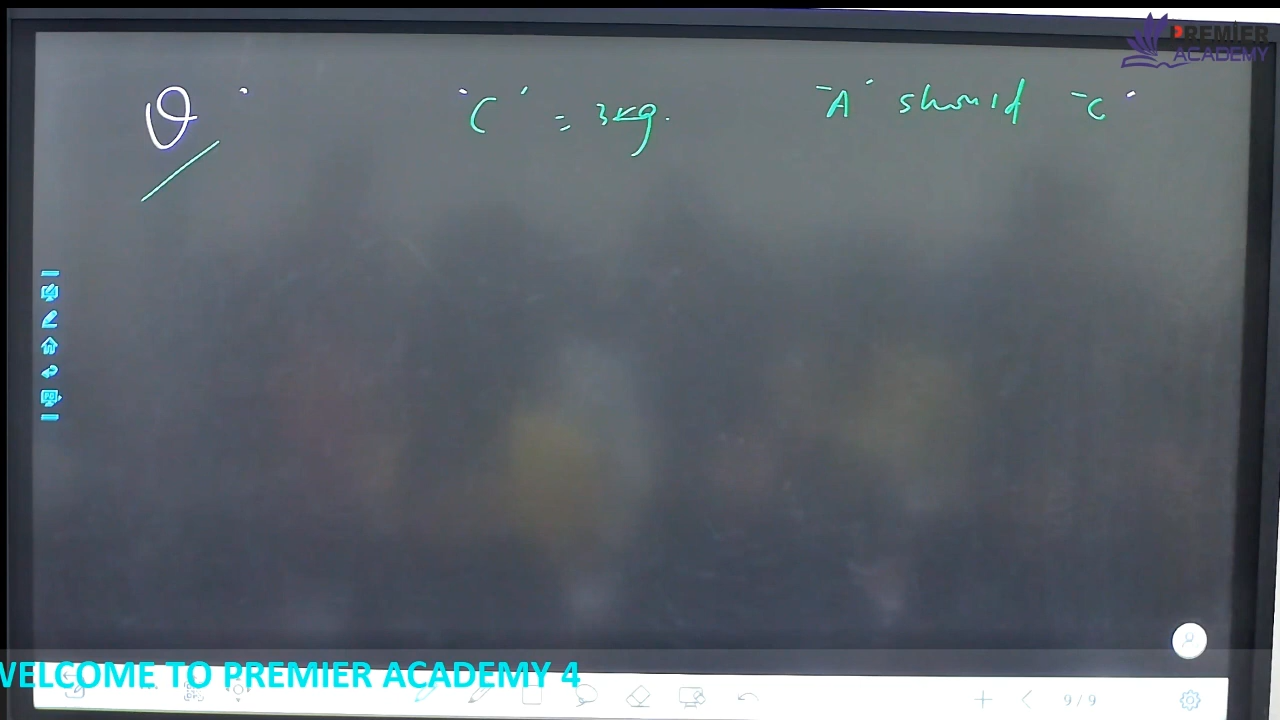 PREMIER
ACADEMY
"C" = 3kg. "A" should "C"
9/9
WELCOME TO PREMIER ACADEMY 4